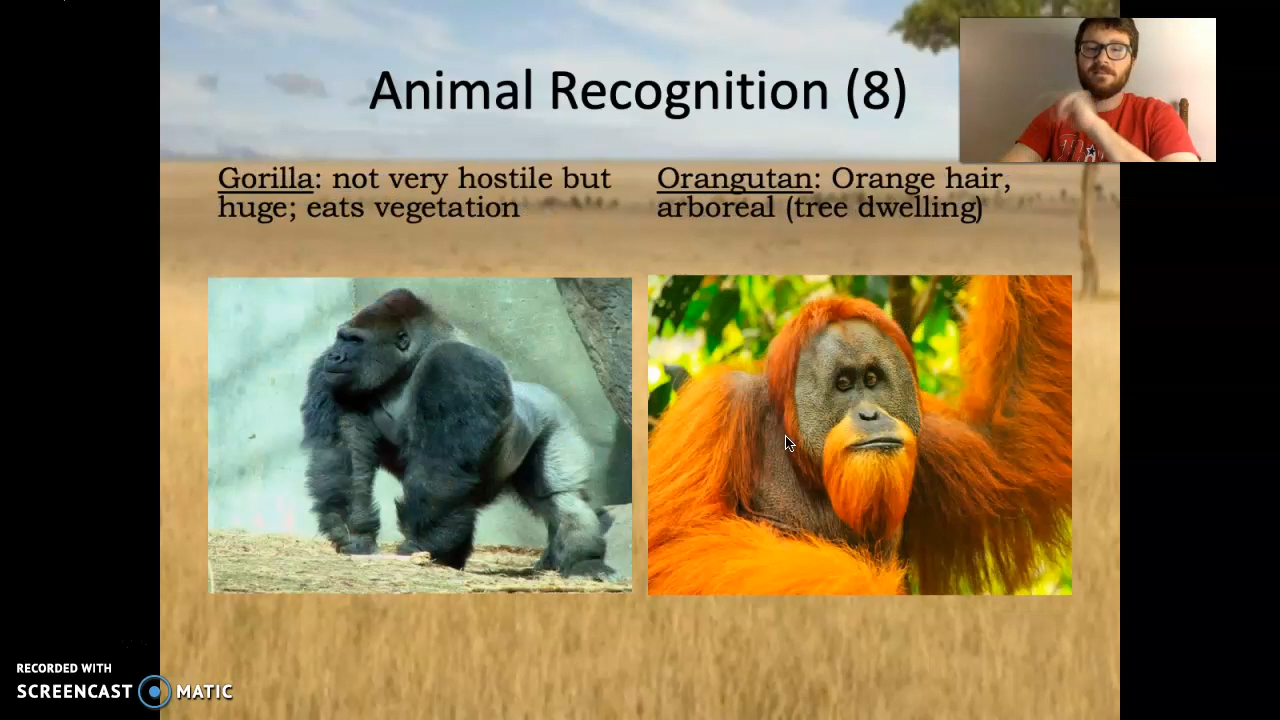 Animal Recognition (8)
Gorilla: not very hostile but
huge; eats vegetation
Orangutan: Orange hair,
arboreal (tree dwelling)
RECORDED WITH
SCREENCAST MATIC